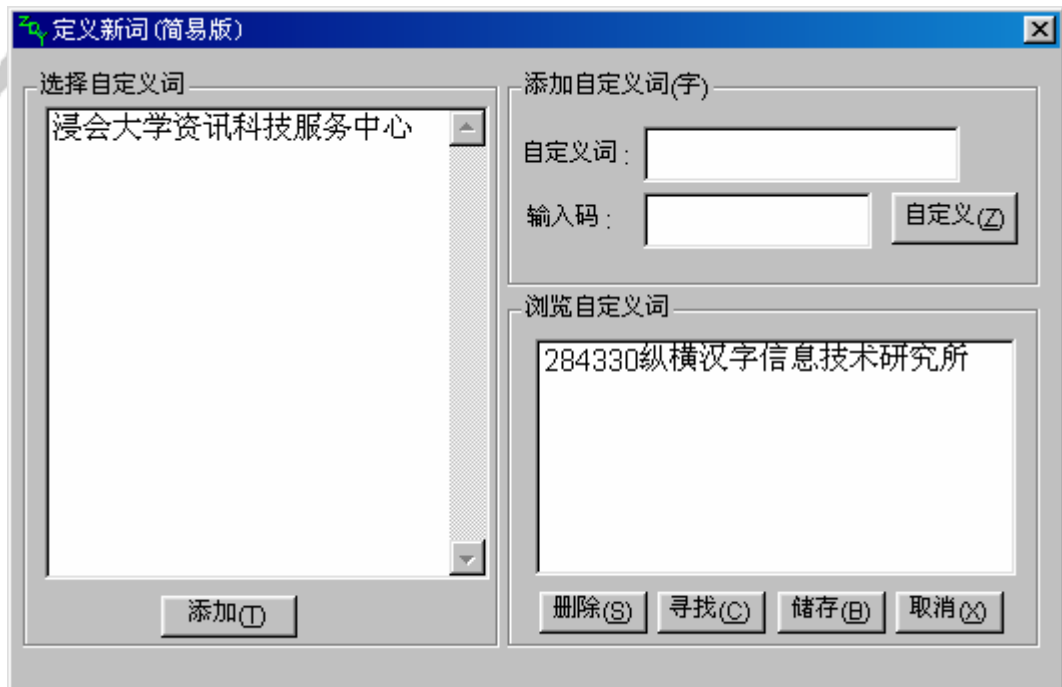 定义新词(简易版)
选择自定义词
浸会大学资讯科技服务中心
添加(T)
添加自定义词(字)
自定义词:
输入码:
自定义(Z)
浏览自定义词
284330纵横汉字信息技术研究所
删除(S) 寻找(C) 储存(B) 取消(X)